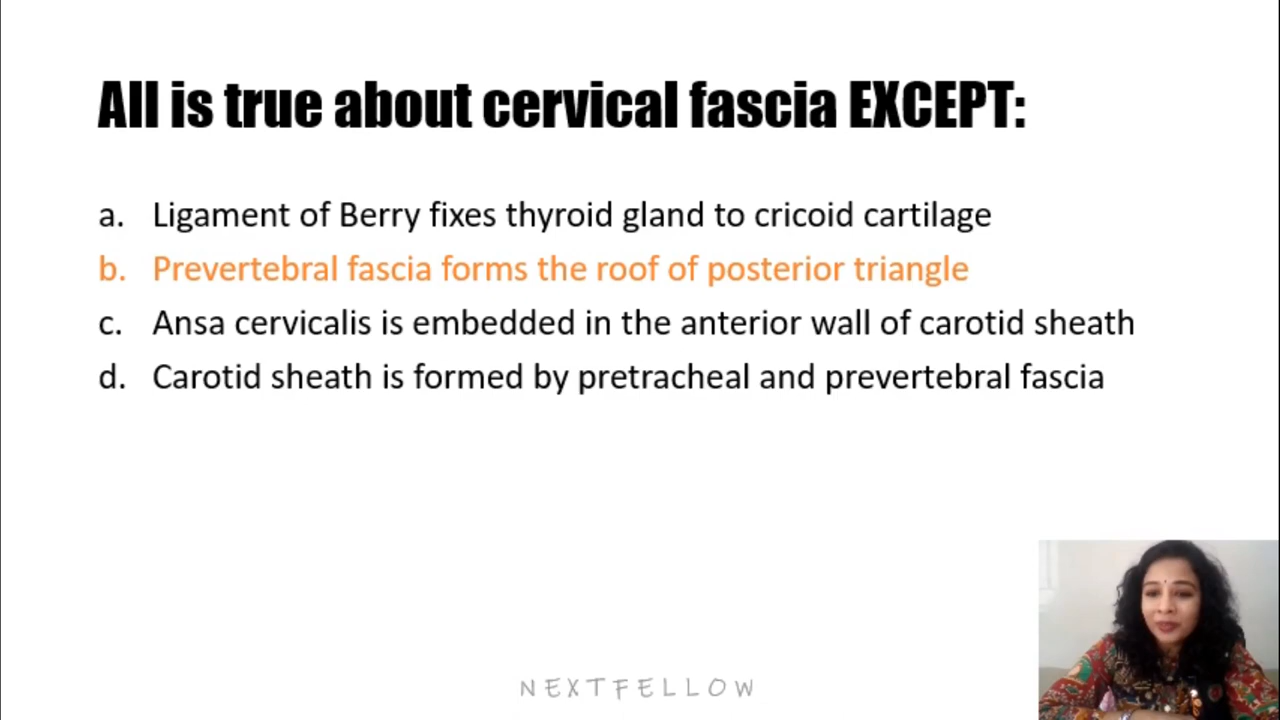 All is true about cervical fascia EXCEPT:
a. Ligament of Berry fixes thyroid gland to cricoid cartilage
b. Prevertebral fascia forms the roof of posterior triangle
c. Ansa cervicalis is embedded in the anterior wall of carotid sheath
d. Carotid sheath is formed by pretracheal and prevertebral fascia
NEXTFELLOW